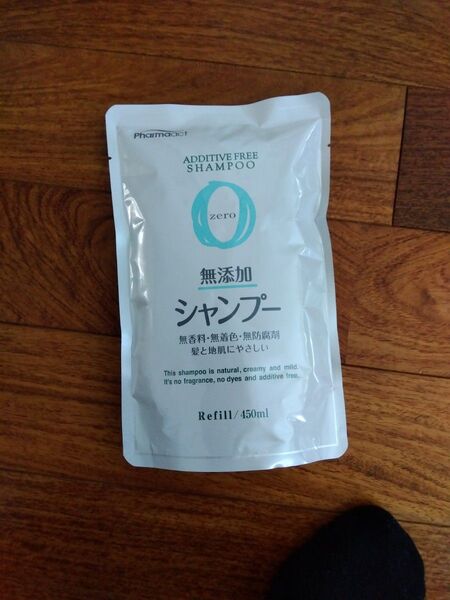 Pharmaact
ADDITIVE FREE
SHAMPOO
zero
無添加
シャンプー
無香料・無着色・無防腐剤
髪と地肌にやさしい
This shampoo is natural, creamy and mild.
It's no fragrance, no dyes and additive free.
Refill/450ml